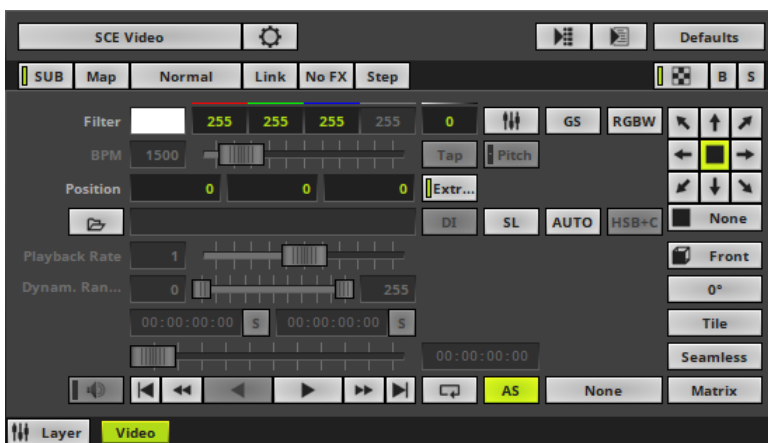 SCE Video Defaults
SUB Map Normal Link No FX Step B S
Filter 255 255 255 255 0 GS RGBW
BPM 1500 Tap Pitch
Position 0 0 0 Extr...
DI SL AUTO HSB+C None
Playback Rate 1 Front
Dynam. Ran... 0 255 0°
00:00:00:00 S 00:00:00:00 S Tile
00:00:00:00 Seamless
AS None Matrix
Layer Video